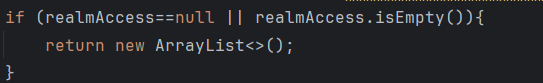 if (realmAccess==null || realmAccess.isEmpty()){
    return new ArrayList<>();
}